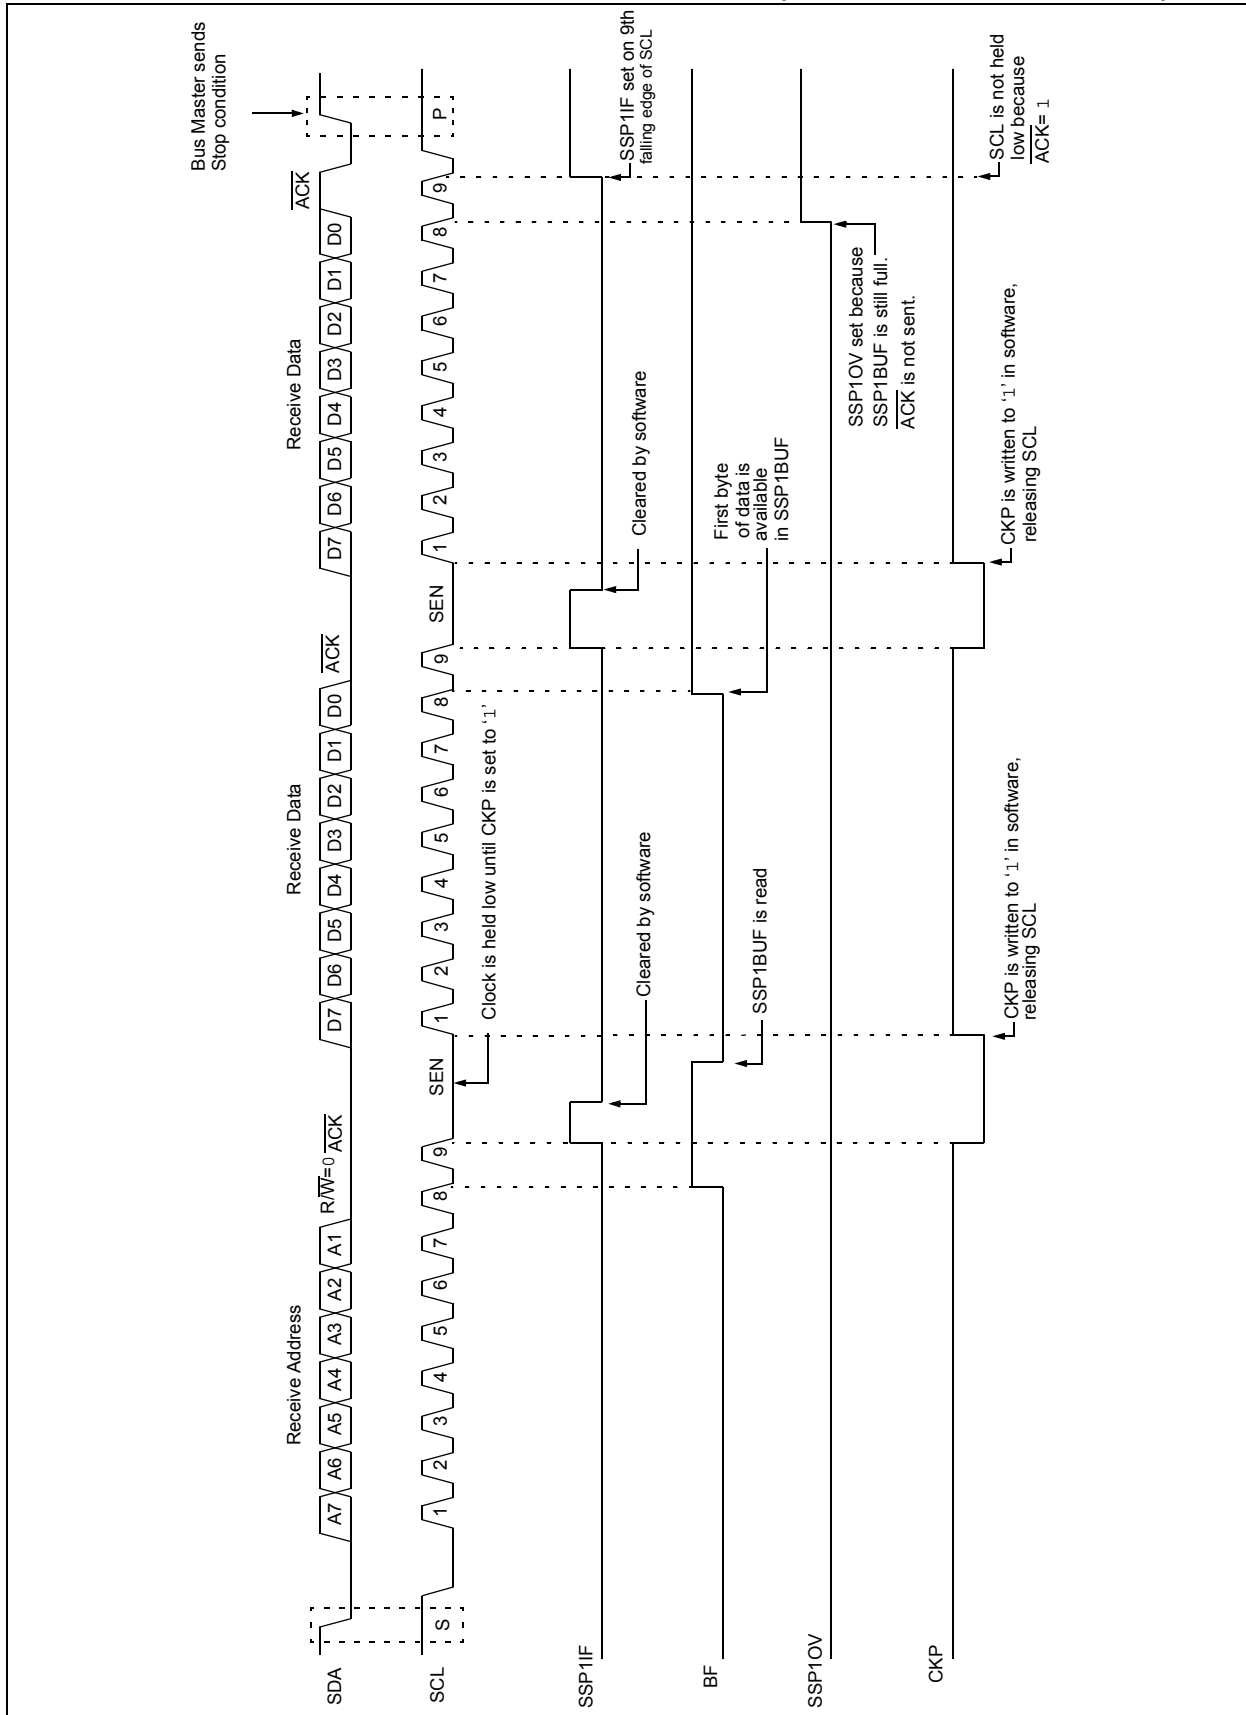 Bus Master sends
Stop condition
Receive Address
Receive Data
Receive Data
SDA
A7 A6 A5 A4 A3 A2 A1 R/W̅=0 A̅C̅K̅ D7 D6 D5 D4 D3 D2 D1 D0 A̅C̅K̅ D7 D6 D5 D4 D3 D2 D1 D0 A̅C̅K̅
SCL
S 1 2 3 4 5 6 7 8 9 SEN 1 2 3 4 5 6 7 8 9 SEN 1 2 3 4 5 6 7 8 9 P
Clock is held low until CKP is set to ‘1’
SSP1IF
Cleared by software
Cleared by software
SSP1IF set on 9th
falling edge of SCL
BF
SSP1BUF is read
First byte
of data is
available
in SSP1BUF
SSP1OV
SSP1OV set because
SSP1BUF is still full.
A̅C̅K̅ is not sent.
CKP
CKP is written to ‘1’ in software,
releasing SCL
CKP is written to ‘1’ in software,
releasing SCL
SCL is not held
low because
A̅C̅K̅= 1